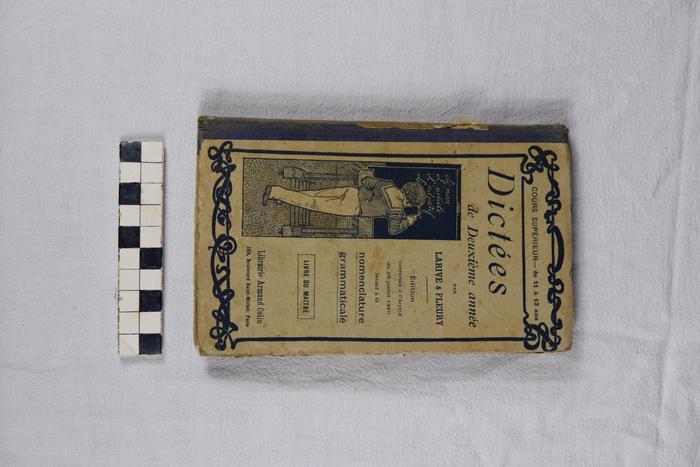 COURS SUPÉRIEUR — de 11 à 13 ans
Dictées
de Deuxième année
PAR
LARIVE & FLEURY
Édition
conforme à l'Arrêté
du 25 juillet 1910
relatif à la
nomenclature
grammaticale
LIVRE DU MAITRE
Librairie Armand Colin
103, Boulevard Saint-Michel, Paris